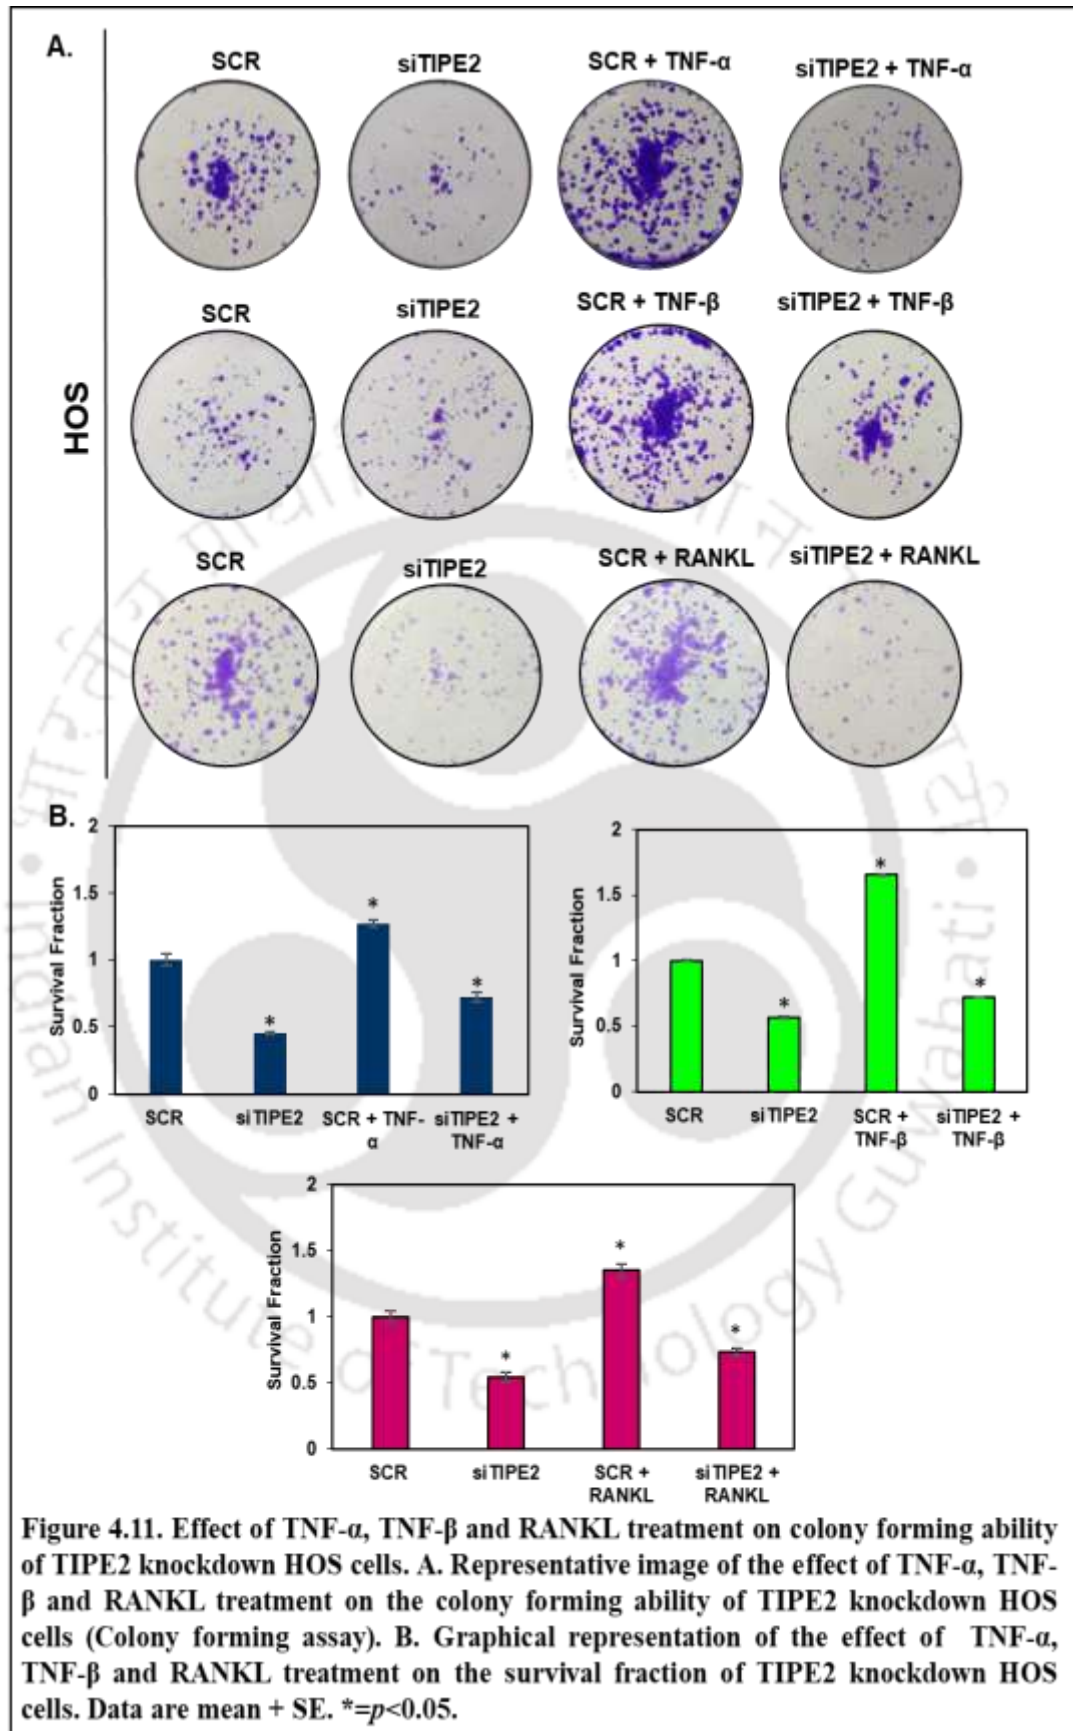 A.
SCR siTIPE2 SCR + TNF-α siTIPE2 + TNF-α
SCR siTIPE2 SCR + TNF-β siTIPE2 + TNF-β
HOS
SCR siTIPE2 SCR + RANKL siTIPE2 + RANKL
B.
Survival Fraction
2
1.5
1
0.5
0
*
*
*
SCR siTIPE2 SCR + TNF-α siTIPE2 + TNF-α
Survival Fraction
2
1.5
1
0.5
0
*
*
*
SCR siTIPE2 SCR + TNF-β siTIPE2 + TNF-β
Survival Fraction
2
1.5
1
0.5
0
*
*
*
SCR siTIPE2 SCR + RANKL siTIPE2 + RANKL
Indian Institute of Technology Guwahati
Figure 4.11. Effect of TNF-α, TNF-β and RANKL treatment on colony forming ability
of TIPE2 knockdown HOS cells. A. Representative image of the effect of TNF-α, TNF-
β and RANKL treatment on the colony forming ability of TIPE2 knockdown HOS
cells (Colony forming assay). B. Graphical representation of the effect of TNF-α,
TNF-β and RANKL treatment on the survival fraction of TIPE2 knockdown HOS
cells. Data are mean + SE. *=p<0.05.